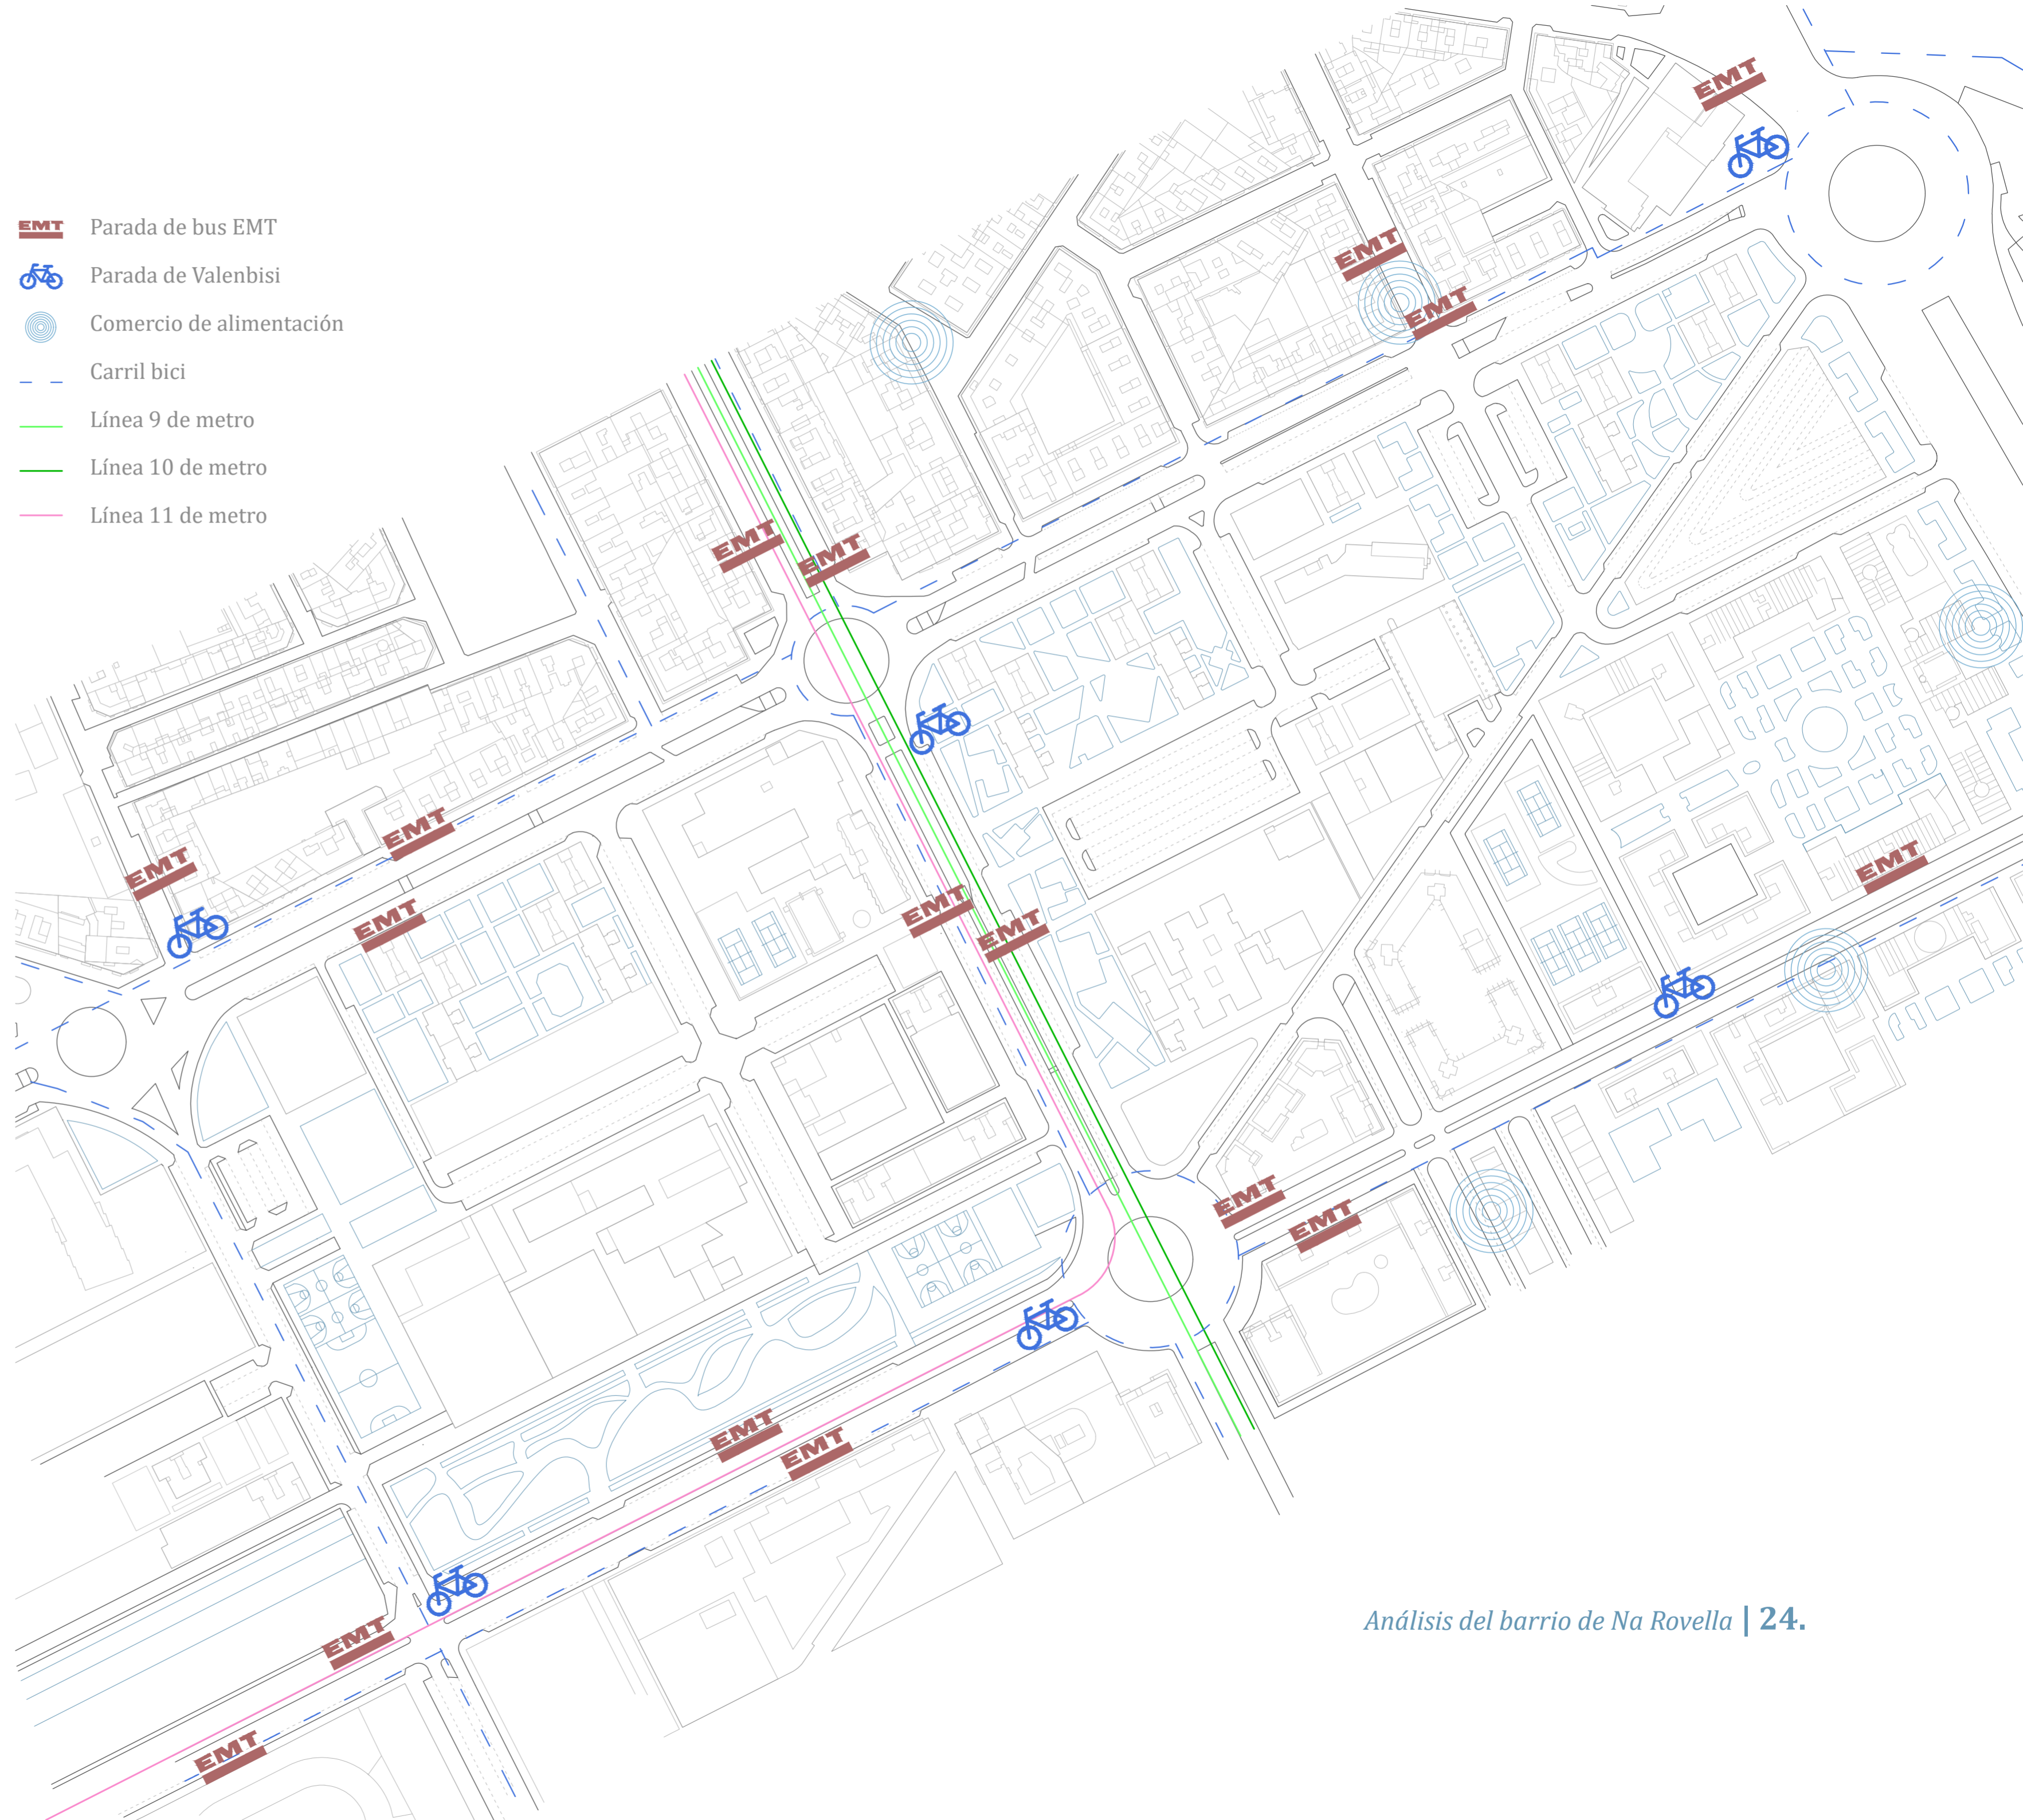 EMT
EMT Parada de bus EMT
Parada de Valenbisi
EMT
Comercio de alimentación
EMT
Carril bici
Línea 9 de metro
Línea 10 de metro
Línea 11 de metro
EMT
EMT
EMT
EMT
EMT
EMT
EMT
EMT
EMT
EMT
EMT
EMT
EMT
Análisis del barrio de Na Rovella | 24.
EMT
EMT